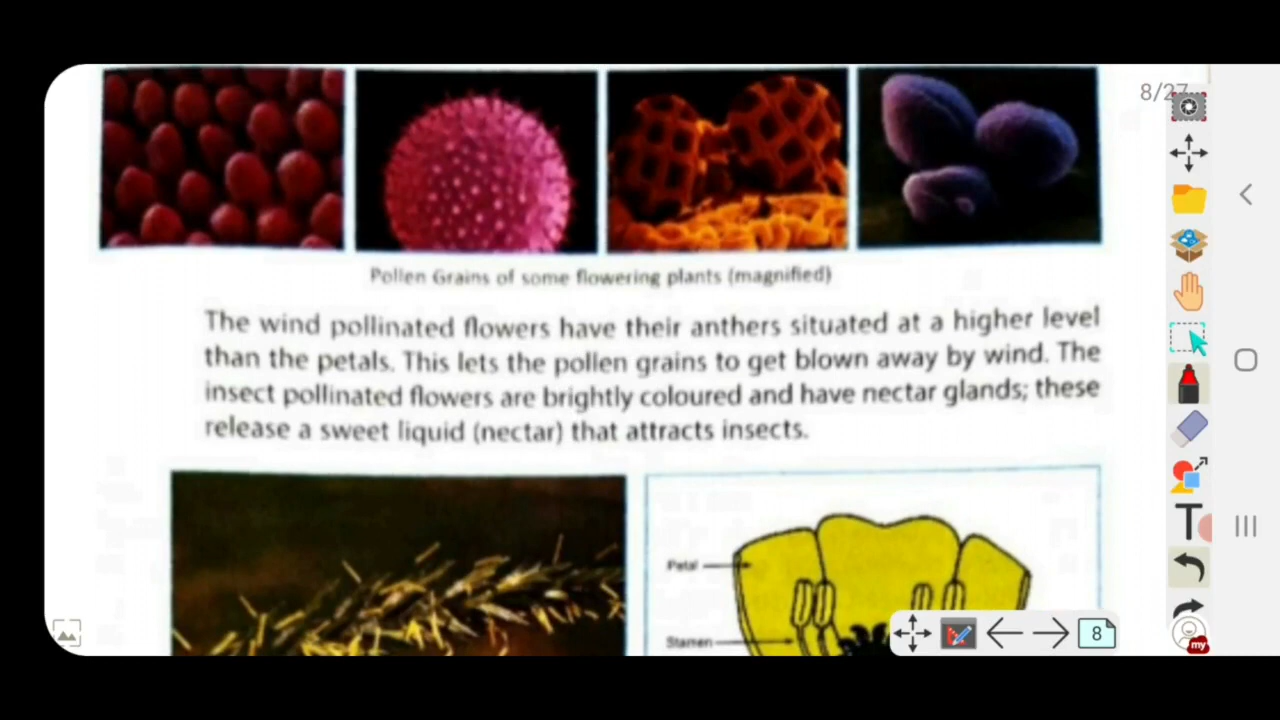 8/27
Pollen Grains of some flowering plants (magnified)
The wind pollinated flowers have their anthers situated at a higher level
than the petals. This lets the pollen grains to get blown away by wind. The
insect pollinated flowers are brightly coloured and have nectar glands; these
release a sweet liquid (nectar) that attracts insects.
Petal
Stamen
T
8
my